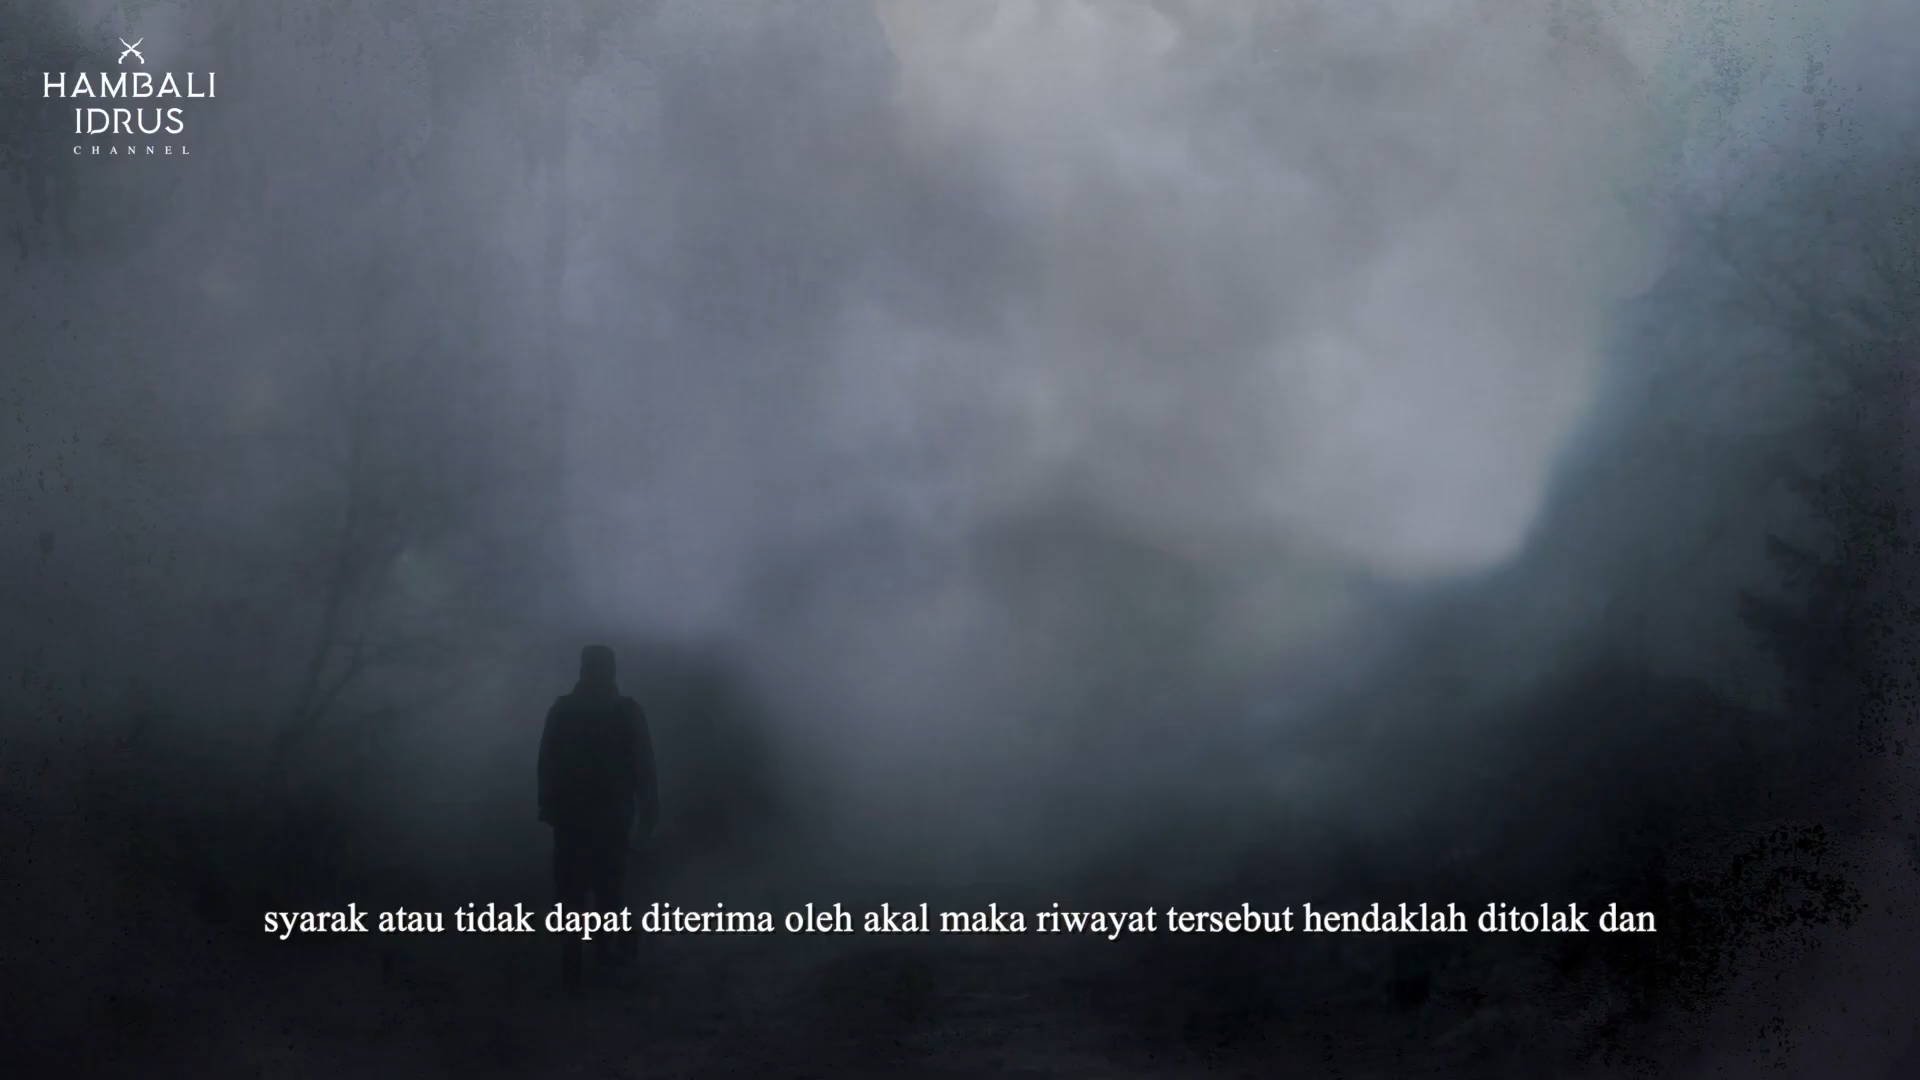 HAMBALI
IDRUS
CHANNEL
syarak atau tidak dapat diterima oleh akal maka riwayat tersebut hendaklah ditolak dan